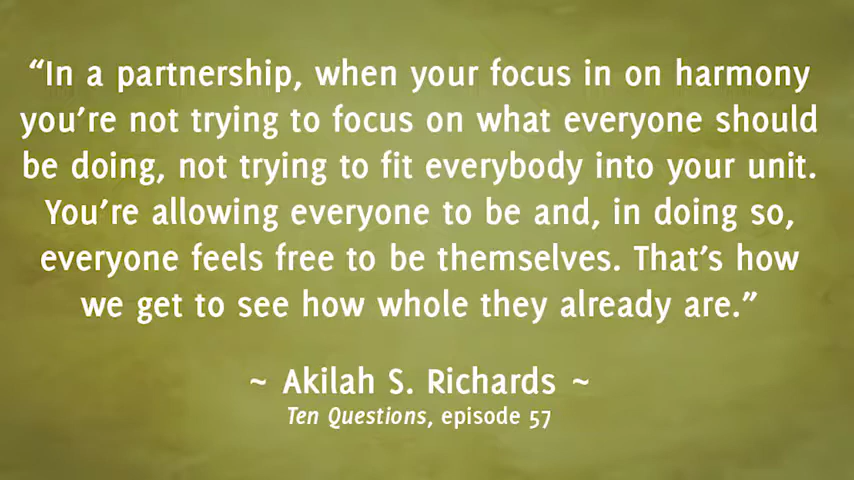 “In a partnership, when your focus in on harmony
you’re not trying to focus on what everyone should
be doing, not trying to fit everybody into your unit.
You’re allowing everyone to be and, in doing so,
everyone feels free to be themselves. That’s how
we get to see how whole they already are.”
~ Akilah S. Richards ~
Ten Questions, episode 57